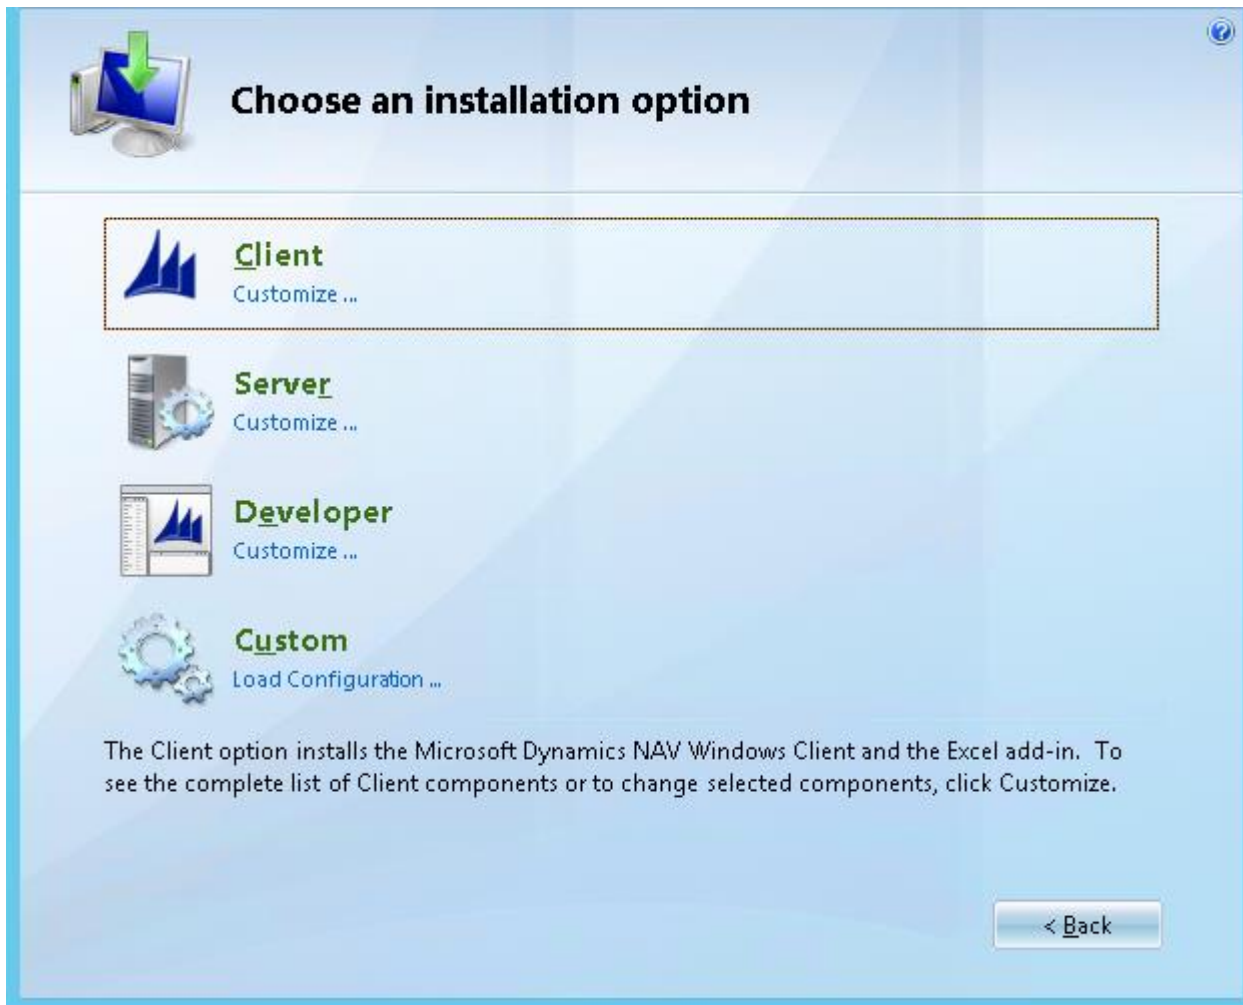 Choose an installation option
Client
Customize ...
Server
Customize ...
Developer
Customize ...
Custom
Load Configuration ...
The Client option installs the Microsoft Dynamics NAV Windows Client and the Excel add-in.  To
see the complete list of Client components or to change selected components, click Customize.
< Back